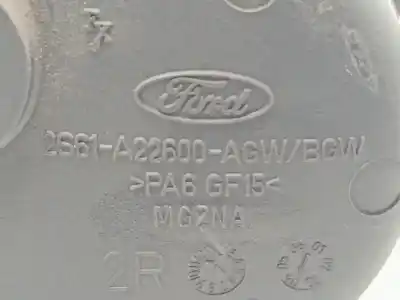 Ford
2S61-A22600-AGW/BGW
>PA6 GF15<
MG2NA
2R